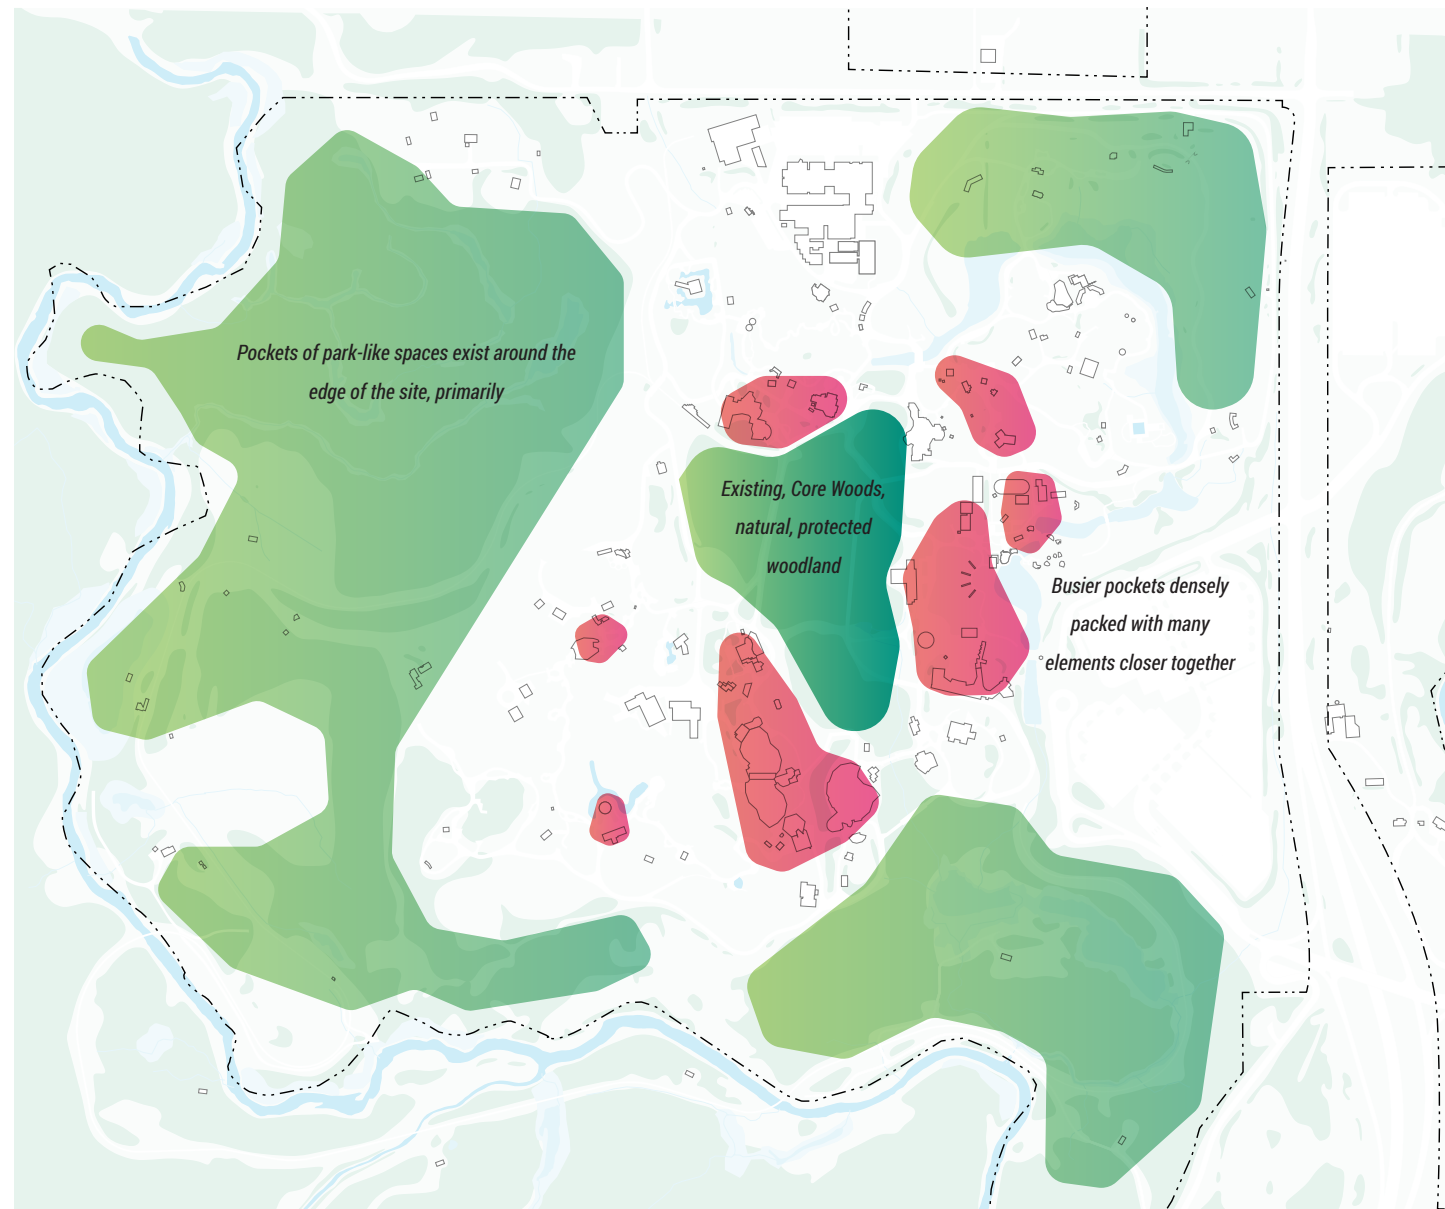 Pockets of park-like spaces exist around the
edge of the site, primarily
Existing, Core Woods,
natural, protected
woodland
Busier pockets densely
packed with many
elements closer together